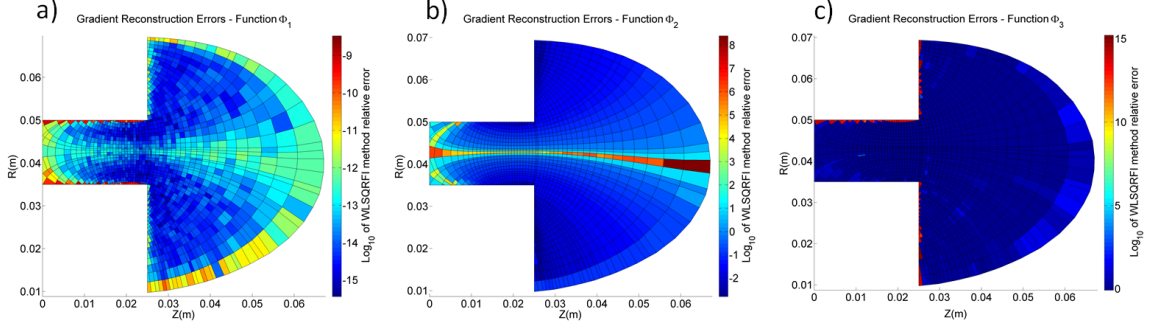 a)
Gradient Reconstruction Errors - Function Φ1
R(m)
0.06
0.05
0.04
0.03
0.02
0.01
0 0.01 0.02 0.03 0.04 0.05 0.06
Z(m)
-9
-10
-11
-12
-13
-14
-15
Log10 of WLSQRFI method relative error
b)
Gradient Reconstruction Errors - Function Φ2
R(m)
0.07
0.06
0.05
0.04
0.03
0.02
0.01
0 0.01 0.02 0.03 0.04 0.05 0.06
Z(m)
8
7
6
5
4
3
2
1
0
-1
-2
Log10 of WLSQRFI method relative error
c)
Gradient Reconstruction Errors - Function Φ3
R(m)
0.07
0.06
0.05
0.04
0.03
0.02
0.01
0 0.01 0.02 0.03 0.04 0.05 0.06
Z(m)
15
10
5
0
Log10 of WLSQRFI method relative error